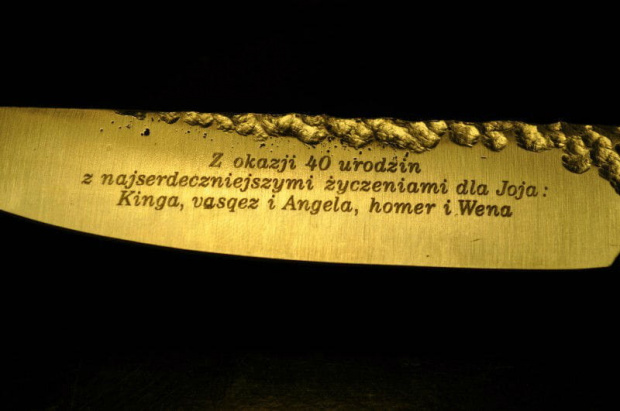 Z okazji 40 urodzin
z najserdeczniejszymi życzeniami dla Joja:
Kinga, vasqez i Angela, homer i Wena